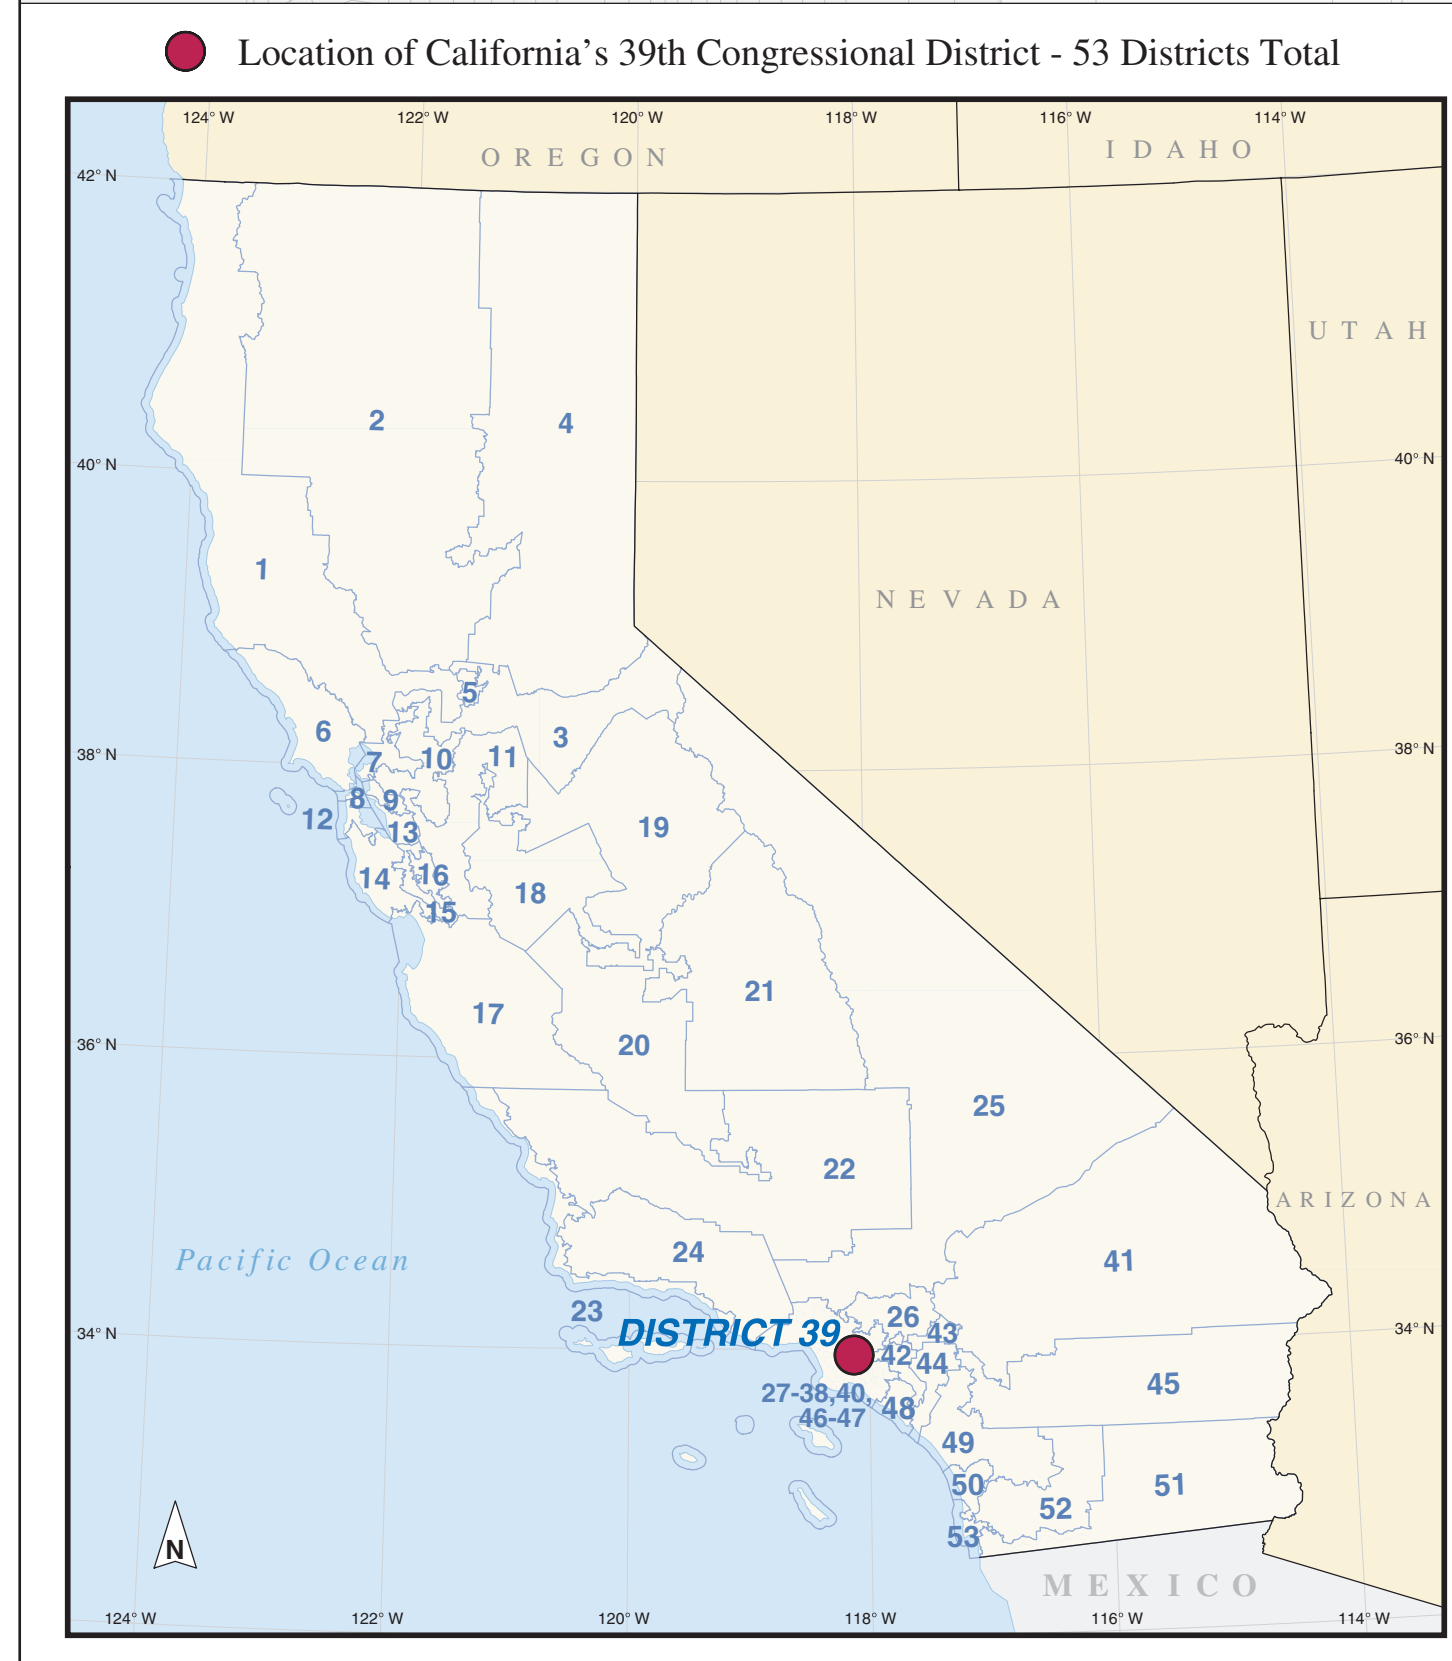 Location of California's 39th Congressional District - 53 Districts Total
124° W 122° W 120° W 118° W 116° W 114° W
OREGON IDAHO
42° N
UTAH
2 4
40° N 40° N
1
NEVADA
5
6 3
38° N 7 10 11 38° N
8 9
12 13 19
14 16 18
15
21
17
36° N 20 36° N
25
22
ARIZONA
Pacific Ocean 24 41
23 26
34° N DISTRICT 39 43 34° N
42 44
27-38,40, 45
46-47 48
49
50 51
52
53
N
MEXICO
124° W 122° W 120° W 118° W 116° W 114° W